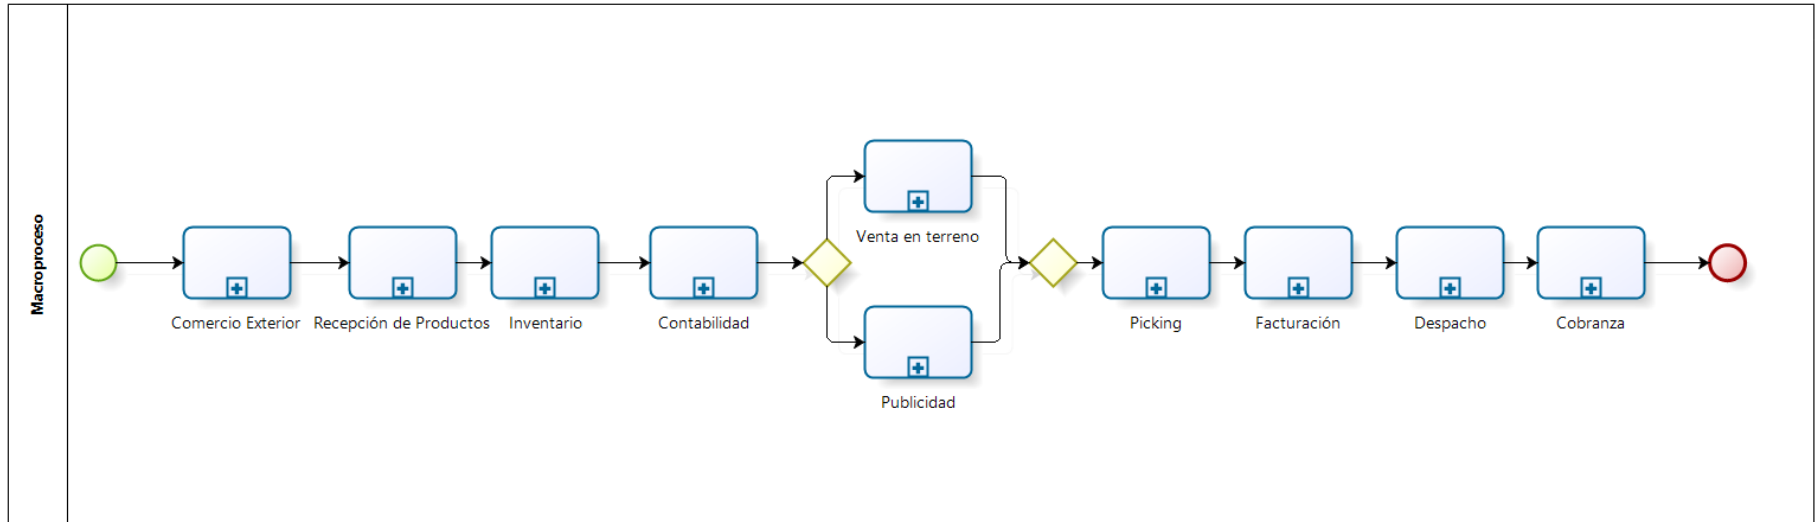 Macroproceso
Comercio Exterior
Recepción de Productos
Inventario
Contabilidad
Venta en terreno
Publicidad
Picking
Facturación
Despacho
Cobranza